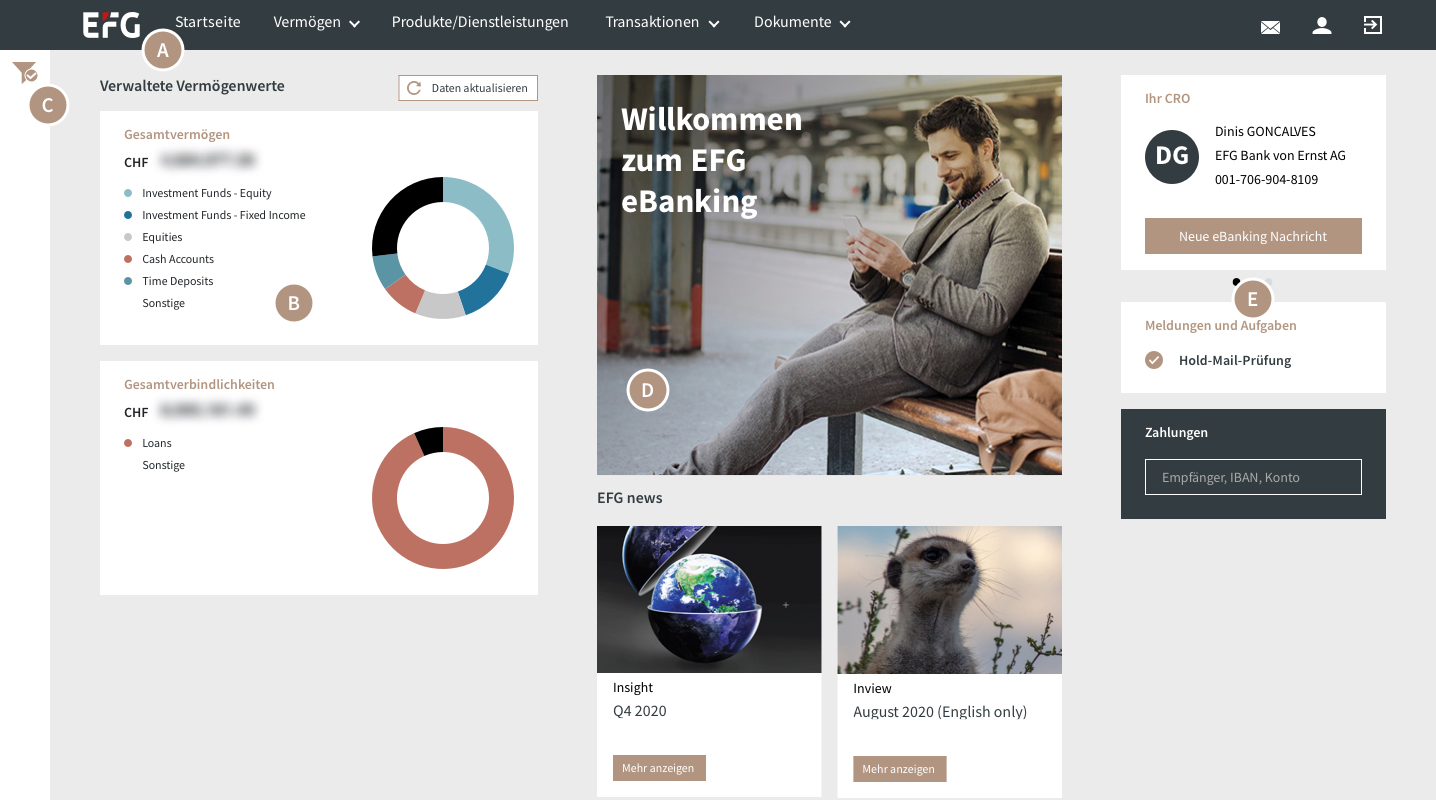 EFG
Startseite
Vermögen
Produkte/Dienstleistungen
Transaktionen
Dokumente
A
C
Verwaltete Vermögenwerte
Daten aktualisieren
Gesamtvermögen
CHF
Investment Funds - Equity
Investment Funds - Fixed Income
Equities
Cash Accounts
Time Deposits
Sonstige
B
Gesamtverbindlichkeiten
CHF
Loans
Sonstige
Willkommen
zum EFG
eBanking
D
EFG news
Insight
Q4 2020
Mehr anzeigen
Inview
August 2020 (English only)
Mehr anzeigen
Ihr CRO
DG
Dinis GONCALVES
EFG Bank von Ernst AG
001-706-904-8109
Neue eBanking Nachricht
E
Meldungen und Aufgaben
Hold-Mail-Prüfung
Zahlungen
Empfänger, IBAN, Konto